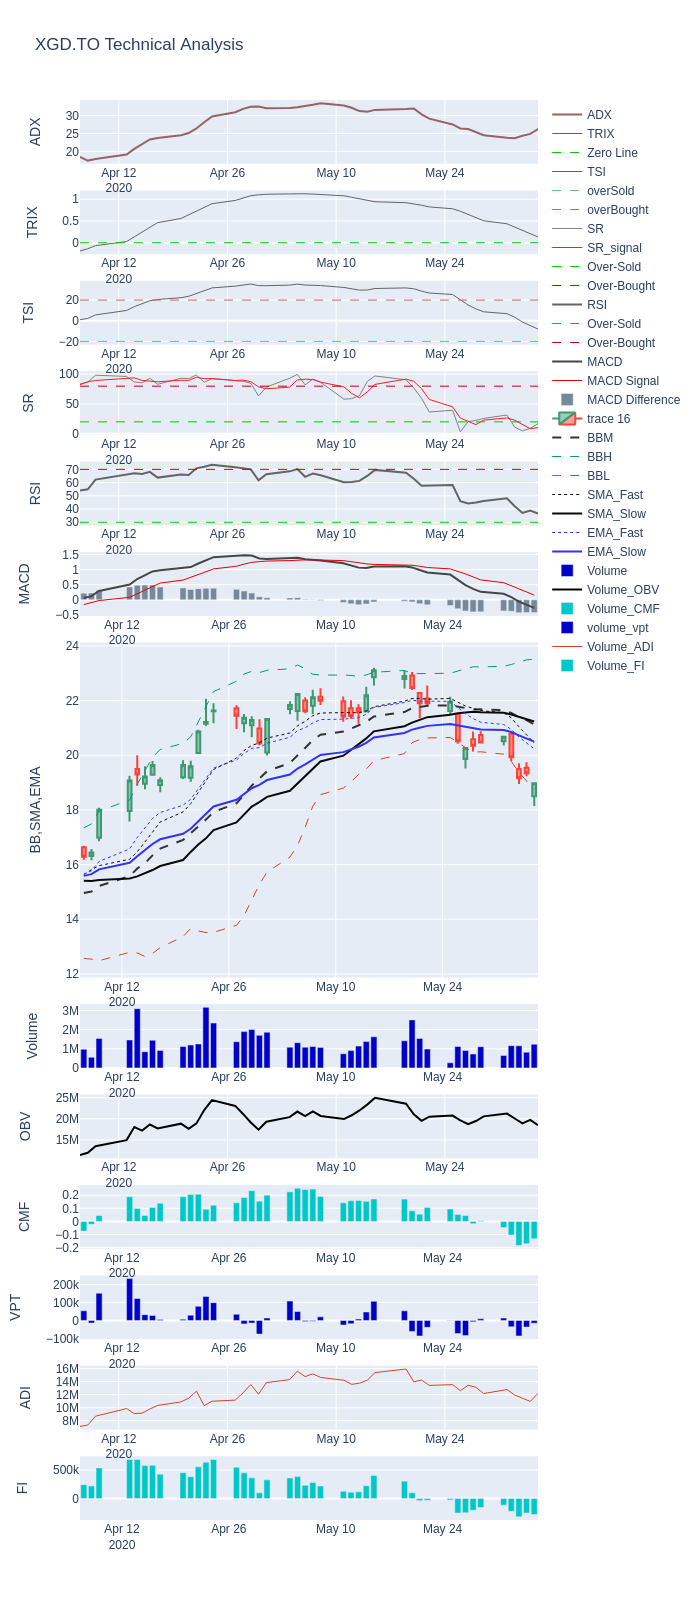 XGD.TO Technical Analysis
ADX
30
25
20
Apr 12
2020
Apr 26
May 10
May 24
TRIX
1
0.5
0
Apr 12
2020
Apr 26
May 10
May 24
TSI
20
0
−20
Apr 12
2020
Apr 26
May 10
May 24
SR
100
50
0
Apr 12
2020
Apr 26
May 10
May 24
RSI
70
60
50
40
30
Apr 12
2020
Apr 26
May 10
May 24
MACD
1.5
1
0.5
0
−0.5
Apr 12
2020
Apr 26
May 10
May 24
BB,SMA,EMA
24
22
20
18
16
14
12
Apr 12
2020
Apr 26
May 10
May 24
Volume
3M
2M
1M
0
Apr 12
2020
Apr 26
May 10
May 24
OBV
25M
20M
15M
Apr 12
2020
Apr 26
May 10
May 24
CMF
0.2
0.1
0
−0.1
−0.2
Apr 12
2020
Apr 26
May 10
May 24
VPT
200k
100k
0
−100k
Apr 12
2020
Apr 26
May 10
May 24
ADI
16M
14M
12M
10M
8M
Apr 12
2020
Apr 26
May 10
May 24
FI
500k
0
Apr 12
2020
Apr 26
May 10
May 24
ADX
TRIX
Zero Line
TSI
overSold
overBought
SR
SR_signal
Over-Sold
Over-Bought
RSI
Over-Sold
Over-Bought
MACD
MACD Signal
MACD Difference
trace 16
BBM
BBH
BBL
SMA_Fast
SMA_Slow
EMA_Fast
EMA_Slow
Volume
Volume_OBV
Volume_CMF
volume_vpt
Volume_ADI
Volume_FI